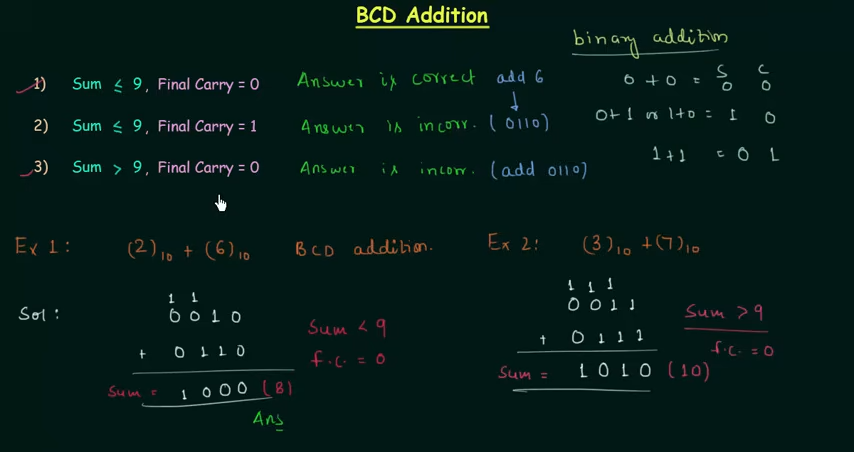 BCD Addition
binary addition
1) Sum ≤ 9, Final Carry = 0 Answer is correct add 6
S C
0 + 0 = 0 0
2) Sum ≤ 9, Final Carry = 1 Answer is incorr. (0110)
0+1 or 1+0 = 1 0
3) Sum > 9, Final Carry = 0 Answer is incorr. (add 0110)
1+1 = 0 1
Ex 1: (2)₁₀ + (6)₁₀ BCD addition.
Sol:
1 1
0 0 1 0
+ 0 1 1 0
Sum = 1 0 0 0 (8)
Ans
Sum < 9
f.c. = 0
Ex 2: (3)₁₀ + (7)₁₀
1 1 1
0 0 1 1
+ 0 1 1 1
Sum = 1 0 1 0 (10)
Sum > 9
f.c. = 0